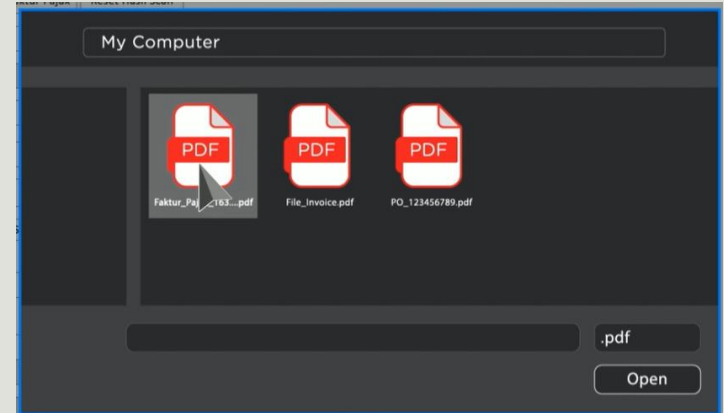 My Computer
PDF
PDF
PDF
File_Invoice.pdf
PO_123456789.pdf
.pdf
Open